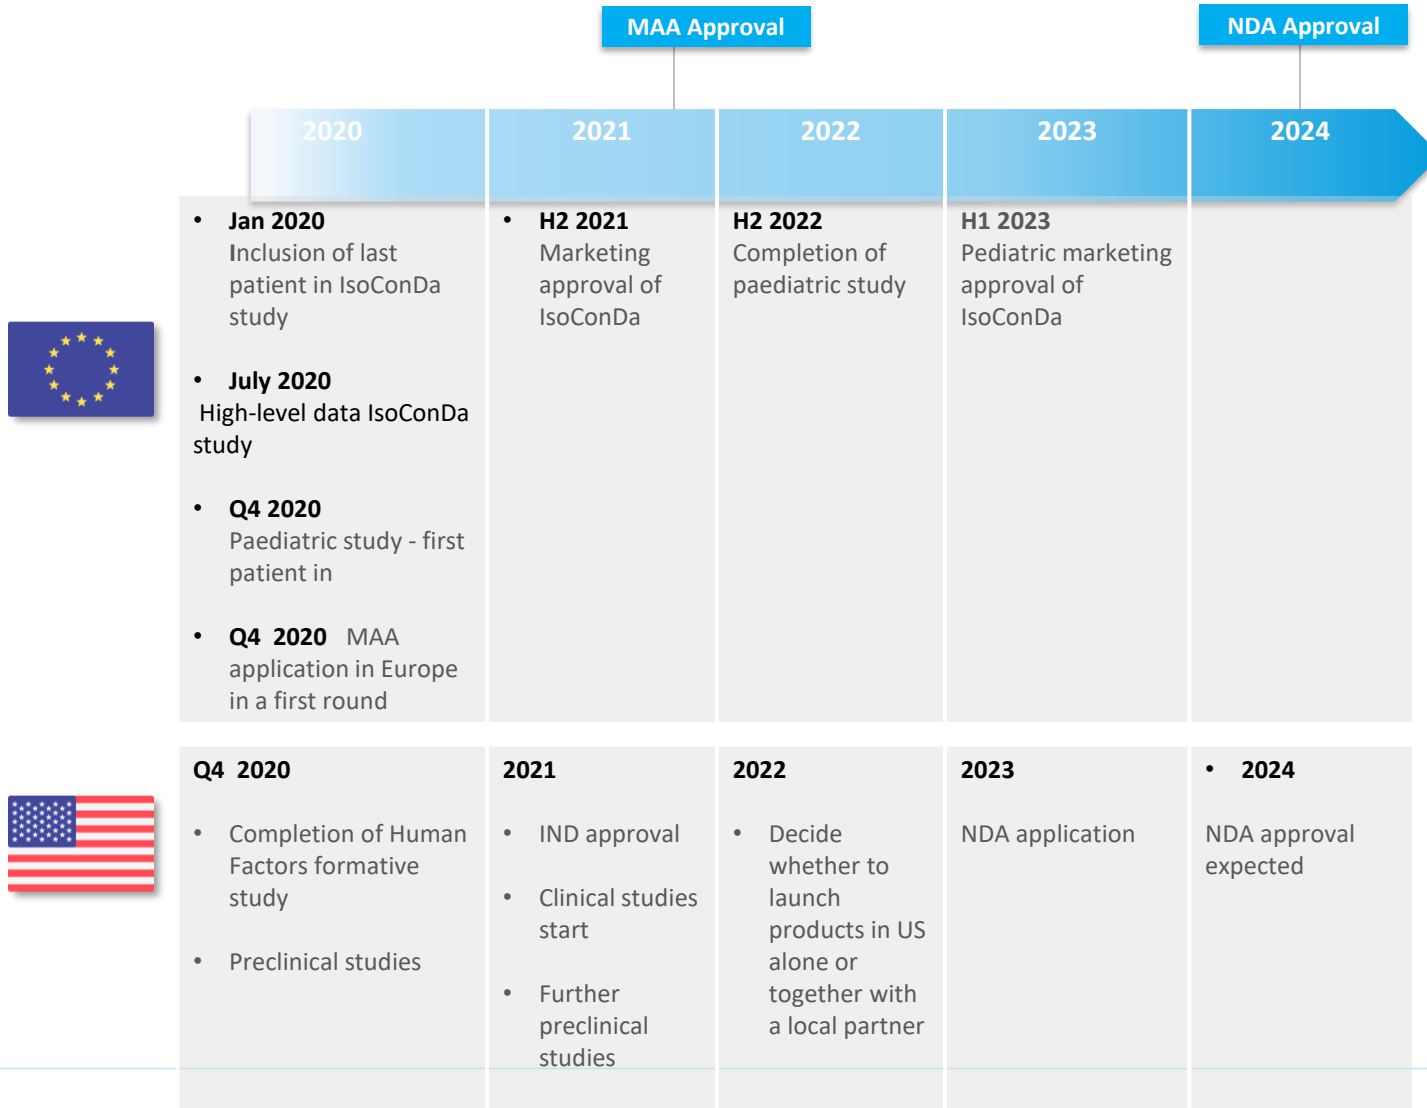 MAA Approval
NDA Approval
2020
2021
2022
2023
2024
• Jan 2020
Inclusion of last
patient in IsoConDa
study
• July 2020
High-level data IsoConDa
study
• Q4 2020
Paediatric study - first
patient in
• Q4 2020 MAA
application in Europe
in a first round
• H2 2021
Marketing
approval of
IsoConDa
H2 2022
Completion of
paediatric study
H1 2023
Pediatric marketing
approval of
IsoConDa
Q4 2020
• Completion of Human
Factors formative
study
• Preclinical studies
2021
• IND approval
• Clinical studies
start
• Further
preclinical
studies
2022
• Decide
whether to
launch
products in US
alone or
together with
a local partner
2023
NDA application
• 2024
NDA approval
expected